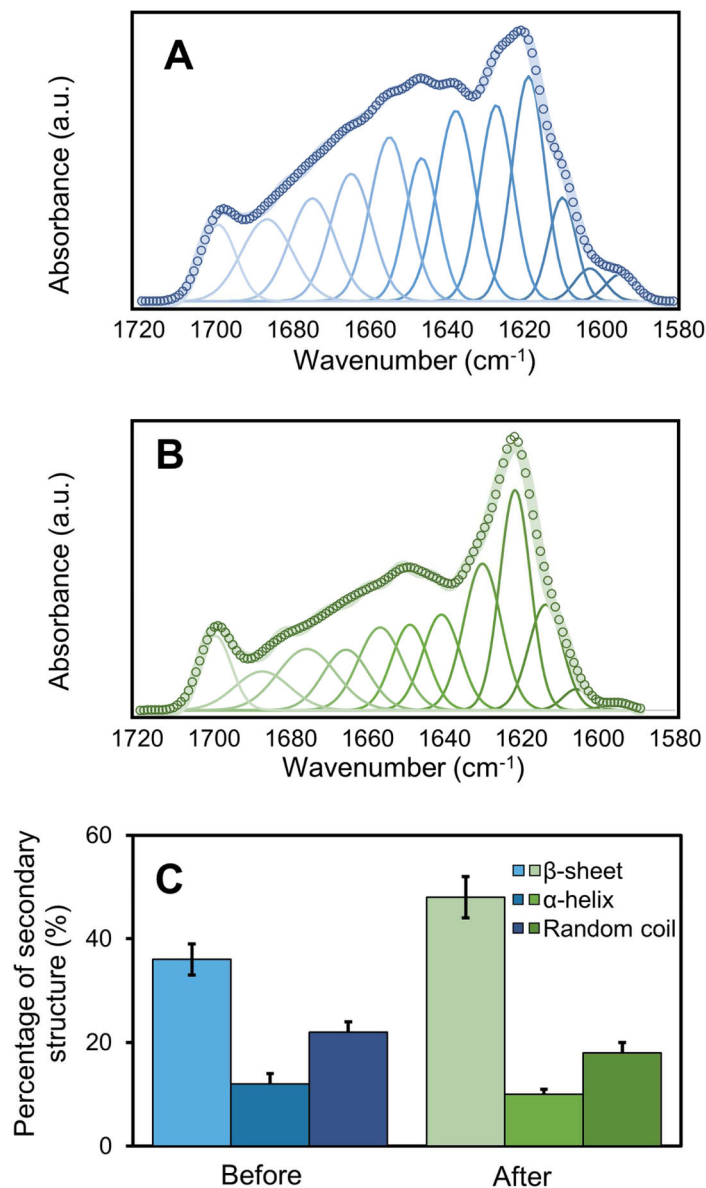 A
Absorbance (a.u.)
1720 1700 1680 1660 1640 1620 1600 1580
Wavenumber (cm-1)
B
Absorbance (a.u.)
1720 1700 1680 1660 1640 1620 1600 1580
Wavenumber (cm-1)
C
Percentage of secondary
structure (%)
60
40
20
0
β-sheet
α-helix
Random coil
Before After